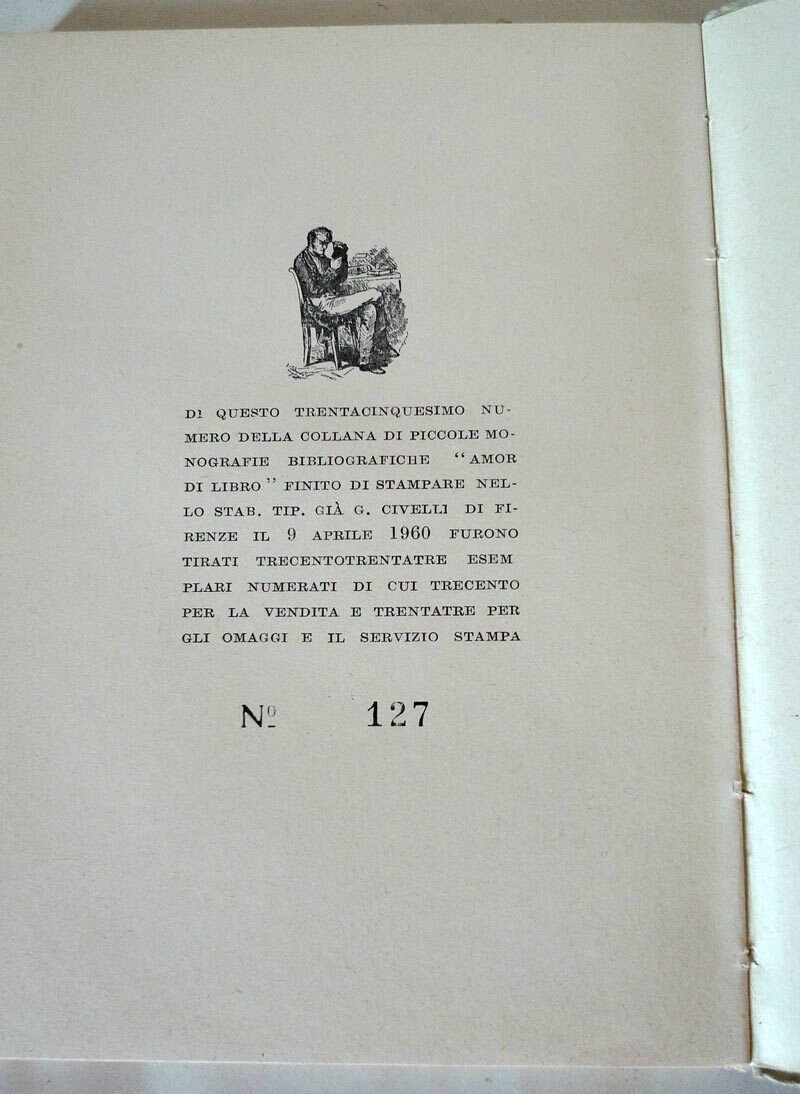 DI QUESTO TRENTACINQUESIMO NU-
MERO DELLA COLLANA DI PICCOLE MO-
NOGRAFIE BIBLIOGRAFICHE “AMOR
DI LIBRO” FINITO DI STAMPARE NEL-
LO STAB. TIP. GIÀ G. CIVELLI DI FI-
RENZE IL 9 APRILE 1960 FURONO
TIRATI TRECENTOTRENTATRE ESEM
PLARI NUMERATI DI CUI TRECENTO
PER LA VENDITA E TRENTATRE PER
GLI OMAGGI E IL SERVIZIO STAMPA
Nº 127